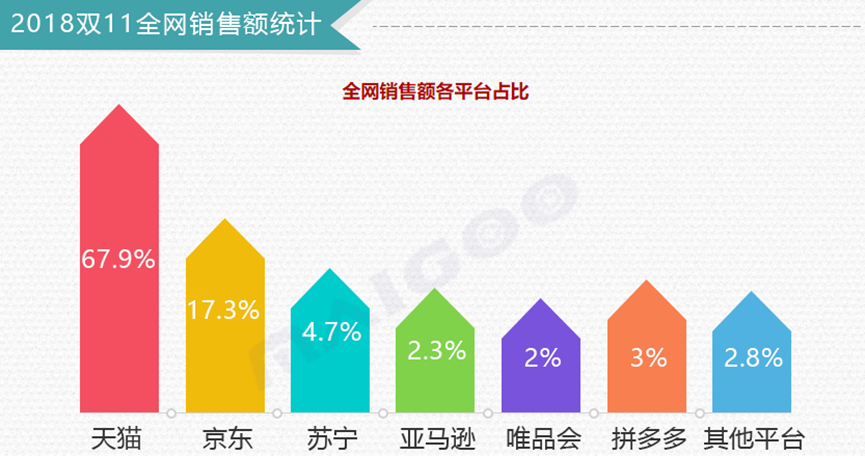 2018双11全网销售额统计
全网销售额各平台占比
67.9%
17.3%
4.7%
2.3%
2%
3%
2.8%
天猫
京东
苏宁
亚马逊
唯品会
拼多多
其他平台
MAIGOO